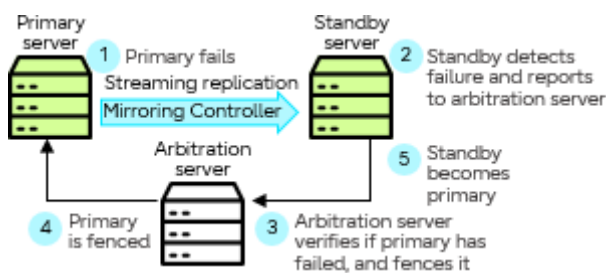 Primary
server
1 Primary fails
Streaming replication
Mirroring Controller
Standby
server
2 Standby detects
failure and reports
to arbitration server
5 Standby
becomes
primary
Arbitration
server
4 Primary
is fenced
3 Arbitration server
verifies if primary has
failed, and fences it